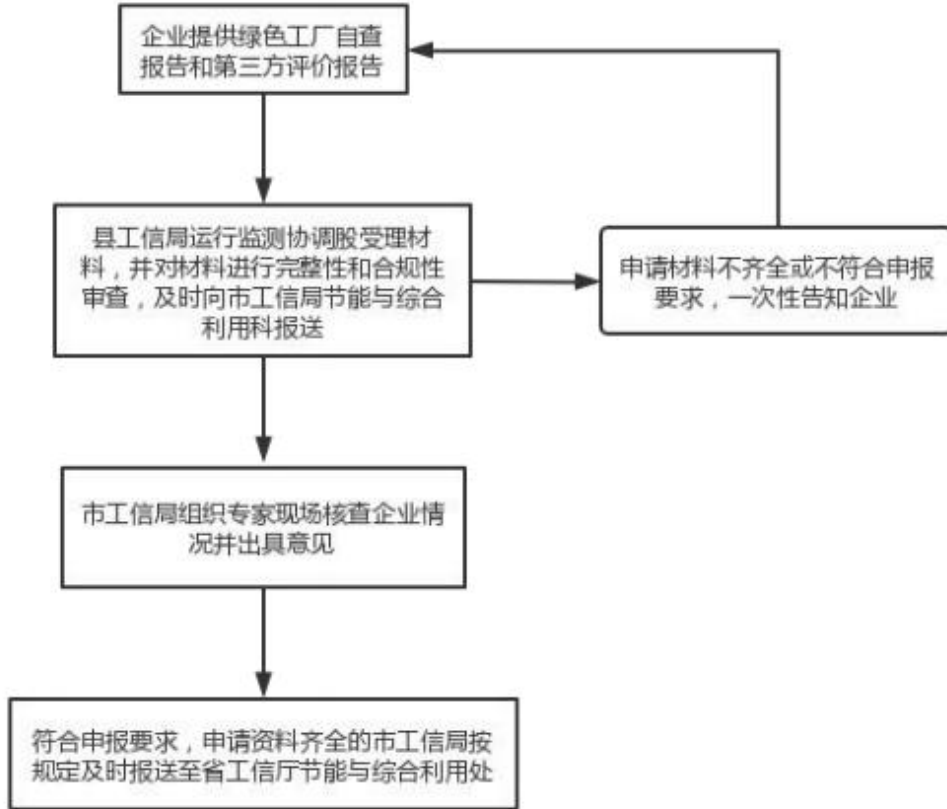 企业提供绿色工厂自查
报告和第三方评价报告
县工信局运行监测协调股受理材
料，并对材料进行完整性和合规性
审查，及时向市工信局节能与综合
利用科报送
申请材料不齐全或不符合申报
要求，一次性告知企业
市工信局组织专家现场核查企业情
况并出具意见
符合申报要求，申请资料齐全的市工信局按
规定及时报送至省工信厅节能与综合利用处